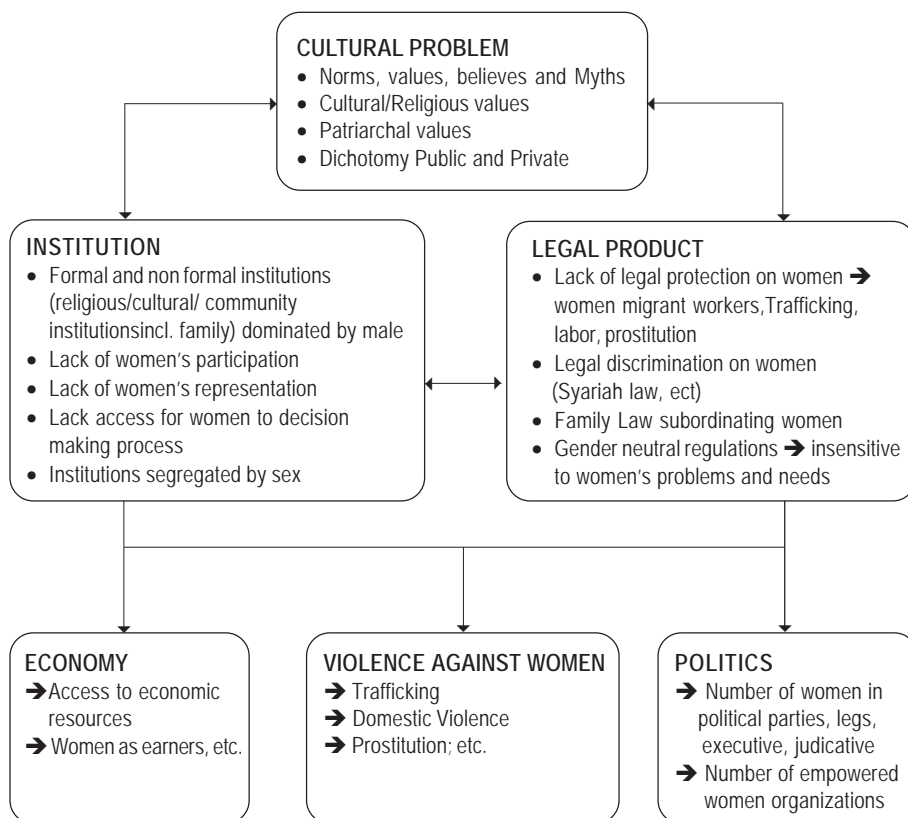 CULTURAL PROBLEM
• Norms, values, believes and Myths
• Cultural/Religious values
• Patriarchal values
• Dichotomy Public and Private
INSTITUTION
• Formal and non formal institutions
(religious/cultural/ community
institutionsincl. family) dominated by male
• Lack of women's participation
• Lack of women's representation
• Lack access for women to decision
making process
• Institutions segregated by sex
LEGAL PRODUCT
• Lack of legal protection on women ➔
women migrant workers,Trafficking,
labor, prostitution
• Legal discrimination on women
(Syariah law, ect)
• Family Law subordinating women
• Gender neutral regulations ➔ insensitive
to women's problems and needs
ECONOMY
➔ Access to economic
resources
➔ Women as earners, etc.
VIOLENCE AGAINST WOMEN
➔ Trafficking
➔ Domestic Violence
➔ Prostitution; etc.
POLITICS
➔ Number of women in
political parties, legs,
executive, judicative
➔ Number of empowered
women organizations